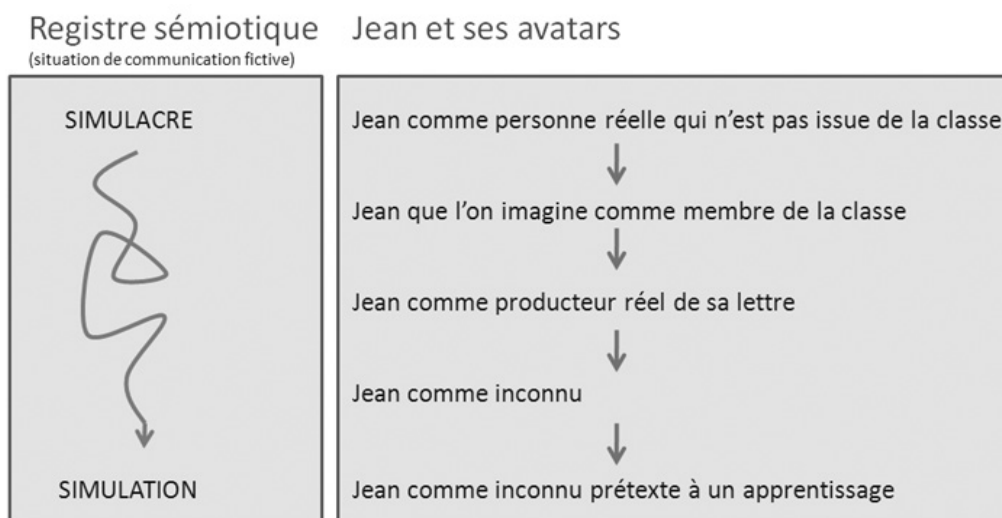 Registre sémiotique
(situation de communication fictive)
Jean et ses avatars
SIMULACRE
Jean comme personne réelle qui n'est pas issue de la classe
Jean que l'on imagine comme membre de la classe
Jean comme producteur réel de sa lettre
Jean comme inconnu
SIMULATION
Jean comme inconnu prétexte à un apprentissage